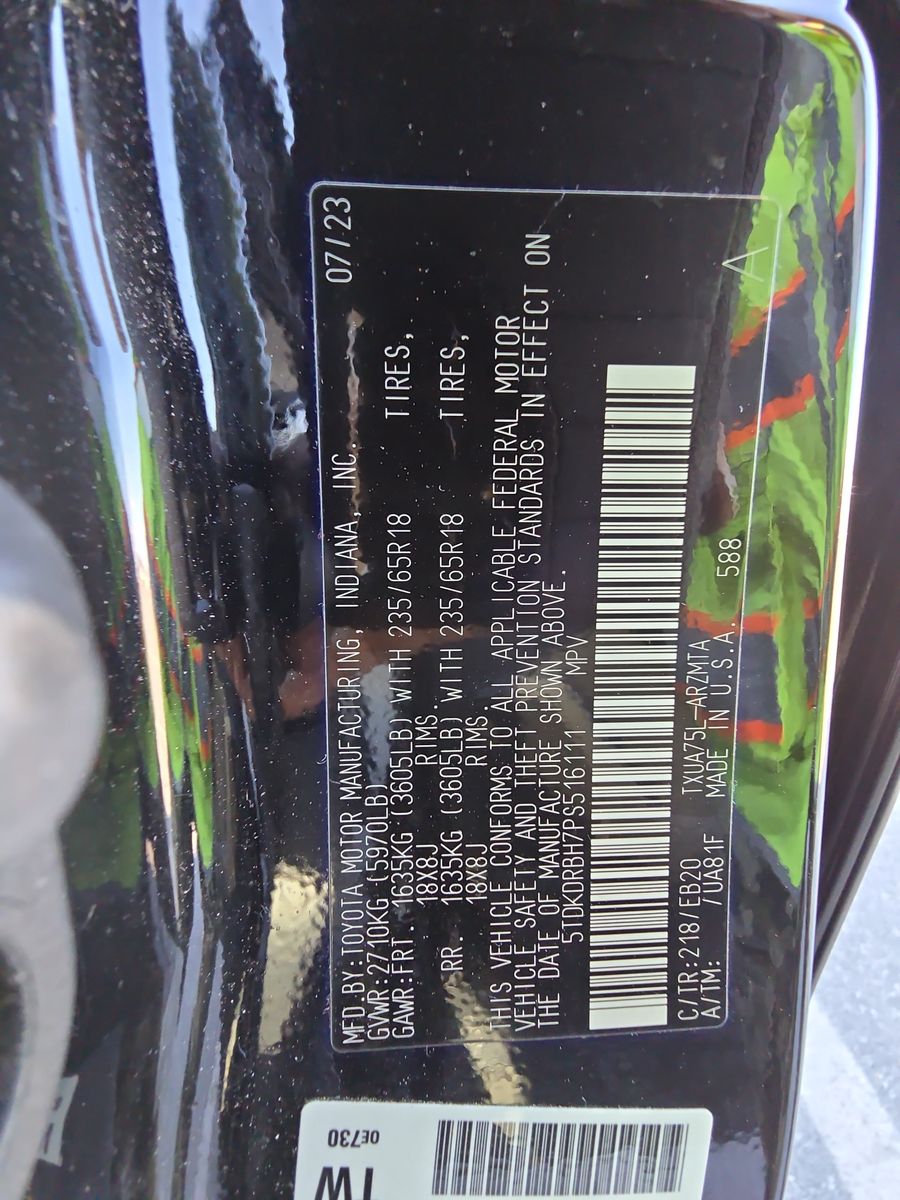 MFD.BY:TOYOTA MOTOR MANUFACTURING, INDIANA, INC. 07/23
GVWR:2710KG(5970LB)
GAWR:FRT.1635KG(3605LB)WITH 235/65R18 TIRES,
18X8J RIMS
RR. 1635KG(3605LB)WITH 235/65R18 TIRES,
18X8J RIMS.
THIS VEHICLE CONFORMS TO ALL APPLICABLE FEDERAL MOTOR
VEHICLE SAFETY AND THEFT PREVENTION STANDARDS IN EFFECT ON
THE DATE OF MANUFACTURE SHOWN ABOVE.
5TDKDRBH7PS516111 MPV
C/TR:218/EB20 TXUA75L-ARZMTA
A/TM: /UA81F MADE IN U.S.A. 588
0E730
TW